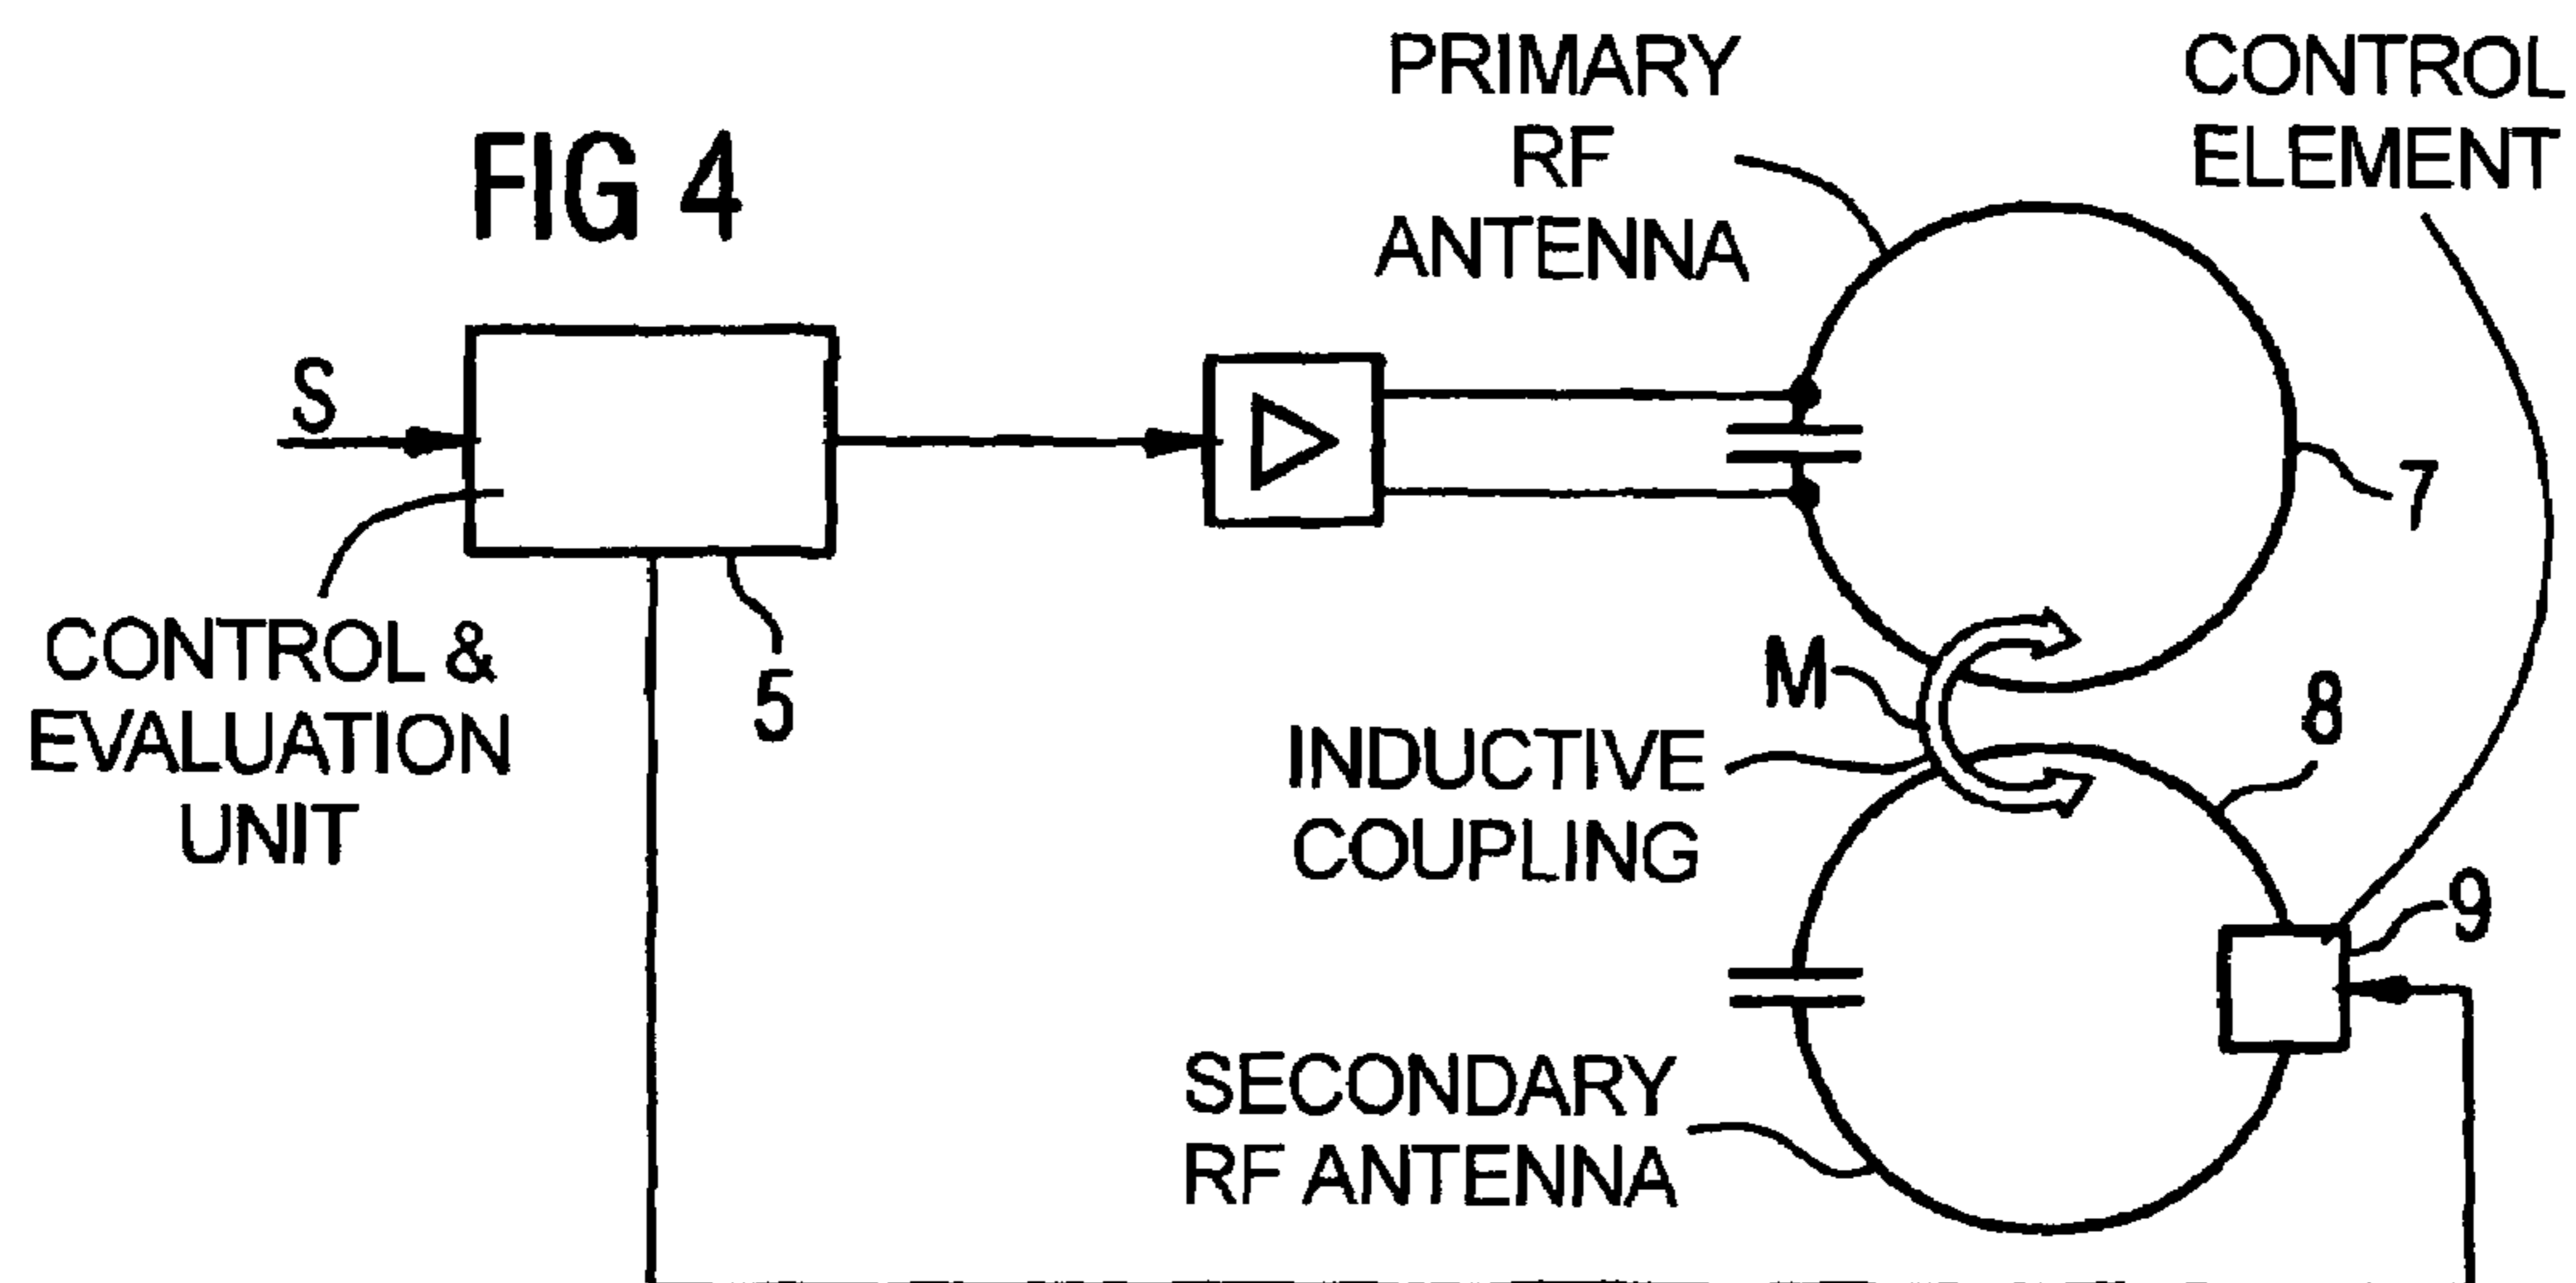 FIG 4
PRIMARY
RF
ANTENNA
CONTROL
ELEMENT
S
7
CONTROL &
EVALUATION
UNIT
5
M
INDUCTIVE
COUPLING
8
9
SECONDARY
RF ANTENNA